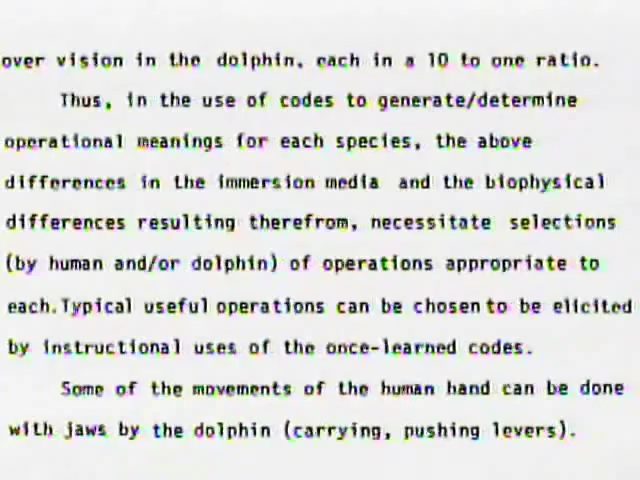 over vision in the dolphin, each in a 10 to one ratio.
Thus, in the use of codes to generate/determine
operational meanings for each species, the above
differences in the immersion media and the biophysical
differences resulting therefrom, necessitate selections
(by human and/or dolphin) of operations appropriate to
each.Typical useful operations can be chosen to be elicited
by instructional uses of the once-learned codes.
Some of the movements of the human hand can be done
with jaws by the dolphin (carrying, pushing levers).